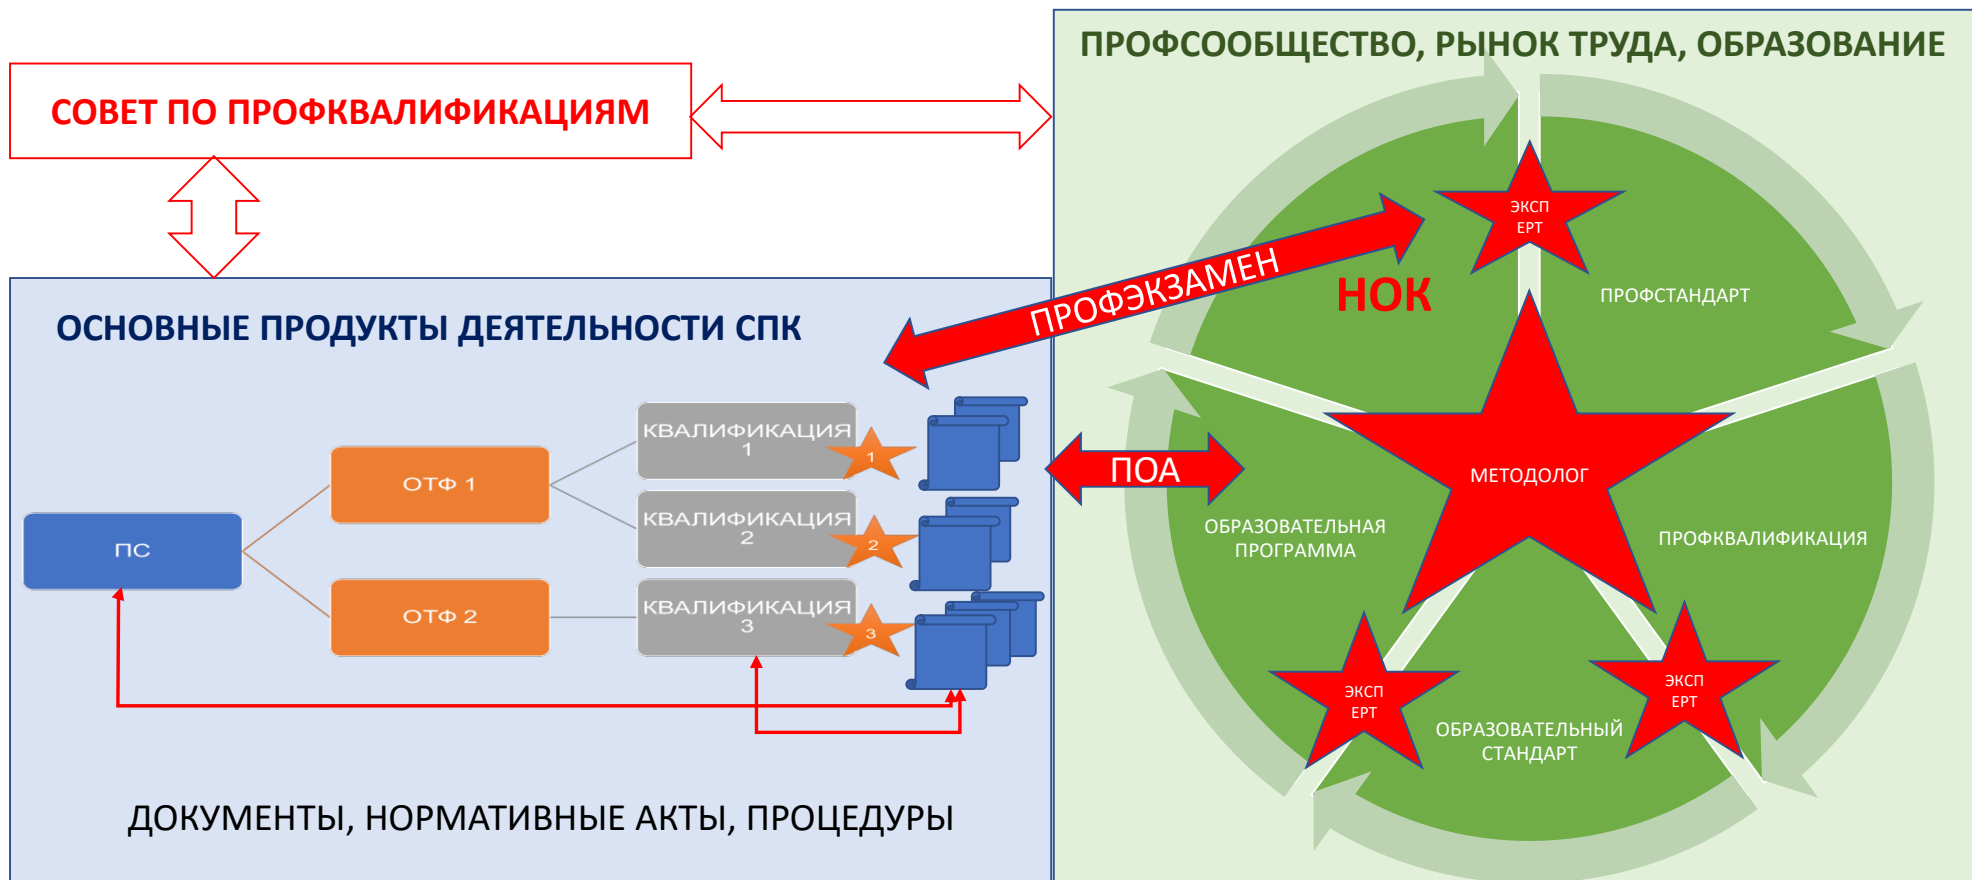 ПРОФСООБЩЕСТВО, РЫНОК ТРУДА, ОБРАЗОВАНИЕ
СОВЕТ ПО ПРОФКВАЛИФИКАЦИЯМ
ОСНОВНЫЕ ПРОДУКТЫ ДЕЯТЕЛЬНОСТИ СПК
ПС
ОТФ 1
ОТФ 2
КВАЛИФИКАЦИЯ
1
1
КВАЛИФИКАЦИЯ
2
2
КВАЛИФИКАЦИЯ
3
3
ДОКУМЕНТЫ, НОРМАТИВНЫЕ АКТЫ, ПРОЦЕДУРЫ
ПРОФЭКЗАМЕН
ПОА
НОК
ЭКСП
ЕРТ
ПРОФСТАНДАРТ
МЕТОДОЛОГ
ОБРАЗОВАТЕЛЬНАЯ
ПРОГРАММА
ПРОФКВАЛИФИКАЦИЯ
ЭКСП
ЕРТ
ЭКСП
ЕРТ
ОБРАЗОВАТЕЛЬНЫЙ
СТАНДАРТ